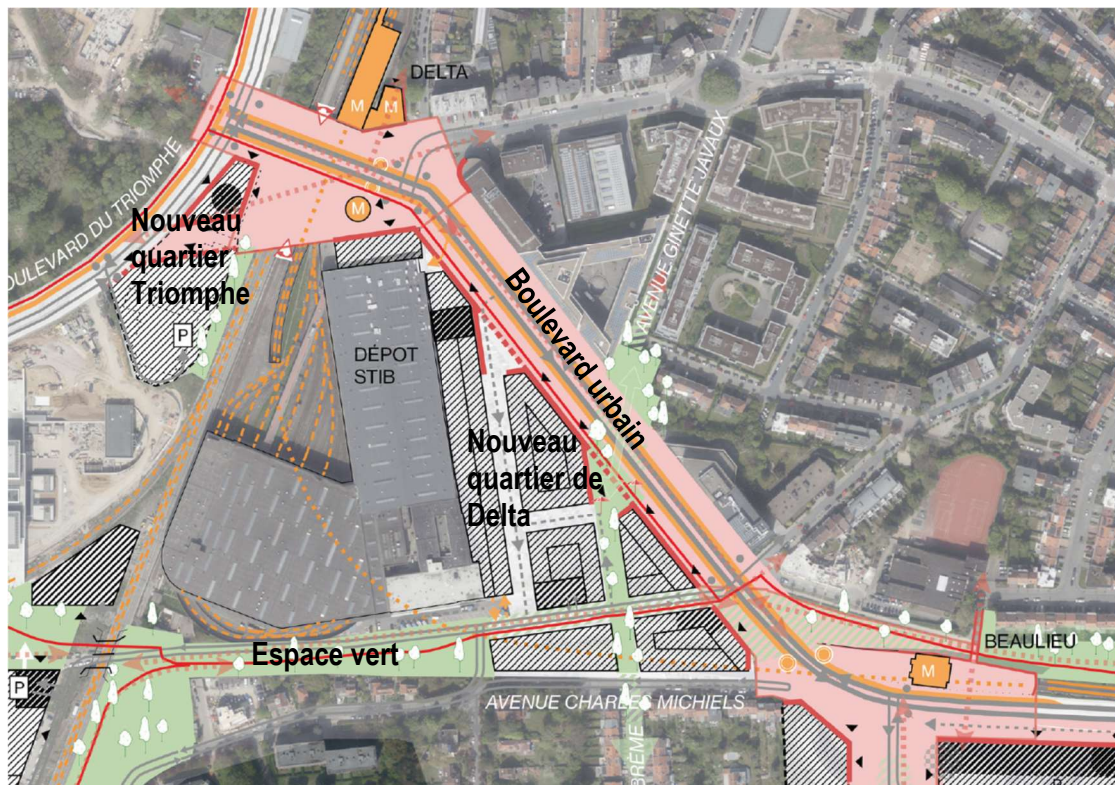 DELTA
M
M
BOULEVARD DU TRIOMPHE
Nouveau
quartier
Triomphe
M
AVENUE GINETTE JAVAUX
Boulevard urbain
P
DÉPOT
STIB
Nouveau
quartier de
Delta
Espace vert
BEAULIEU
M
P
AVENUE CHARLES MICHIELS
BRÈME